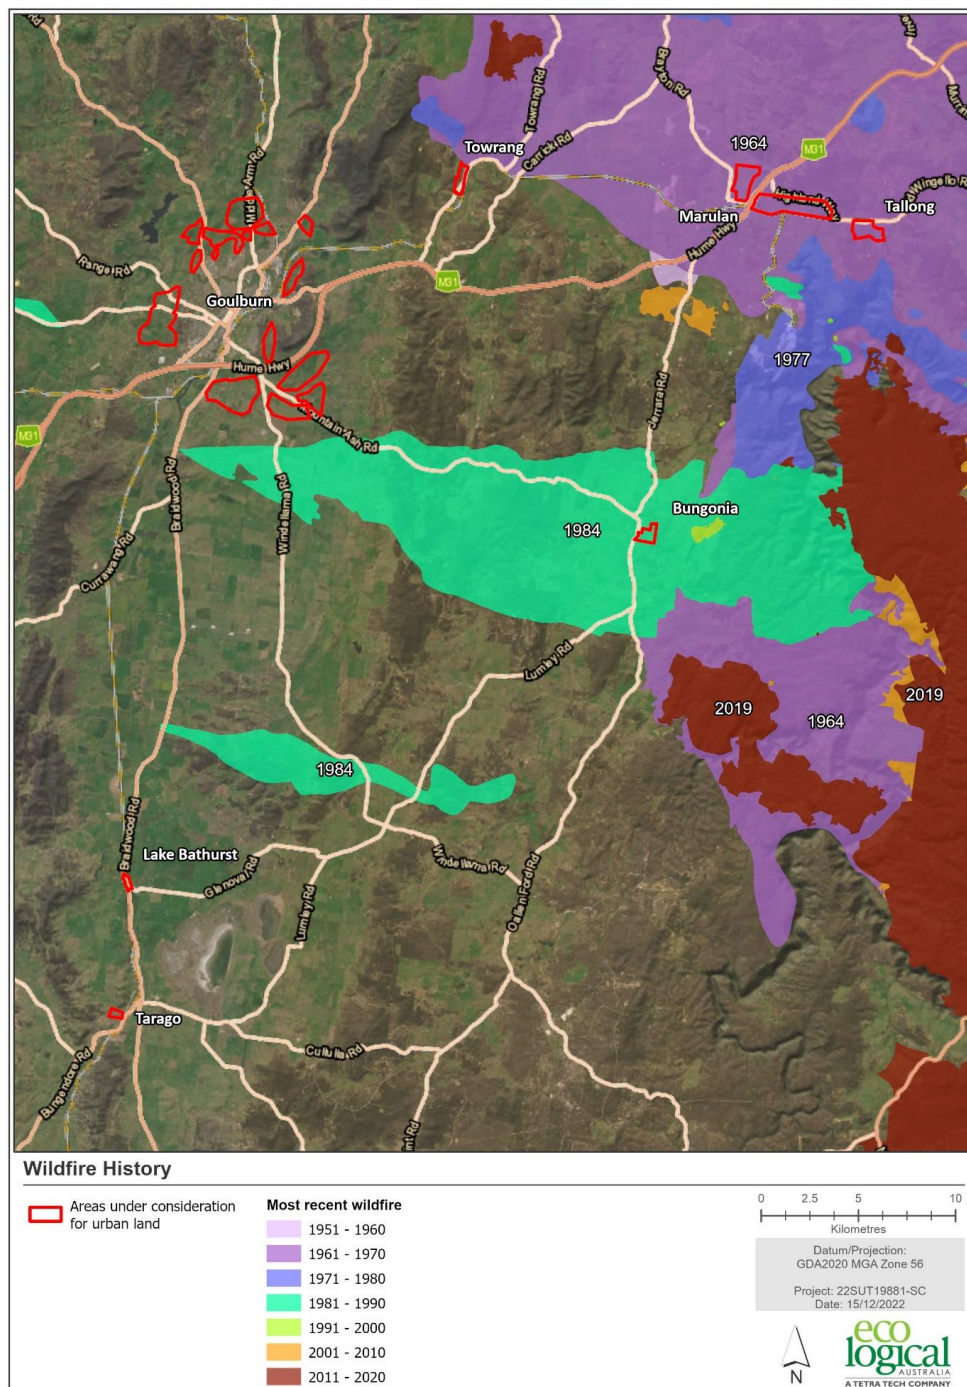 Rd
Towrang Rd
Carrick Rd
Brayton Rd
1964
M31
Towrang
Middle Arm Rd
Highland Way
Wingello R
Tallong
Marulan
Hume Hwy
Range Rd
M31
Goulburn
Hume Hwy
1977
Mountain Ash Rd
Jerrara Rd
M31
Braidwood Rd
Windellama Rd
Bungonia
1984
Currawang Rd
Lumley Rd
2019
2019
1964
1984
Braidwood Rd
Lake Bathurst
Glenoval Rd
Windellama Rd
Lumley Rd
Oallen Ford Rd
Tarago
Cullulla Rd
Bungendore Rd
int Rd
Wildfire History
Areas under consideration
for urban land
Most recent wildfire
1951 - 1960
1961 - 1970
1971 - 1980
1981 - 1990
1991 - 2000
2001 - 2010
2011 - 2020
0 2.5 5 10
Kilometres
Datum/Projection:
GDA2020 MGA Zone 56
Project: 22SUT19881-SC
Date: 15/12/2022
N
eco
logical
AUSTRALIA
A TETRA TECH COMPANY